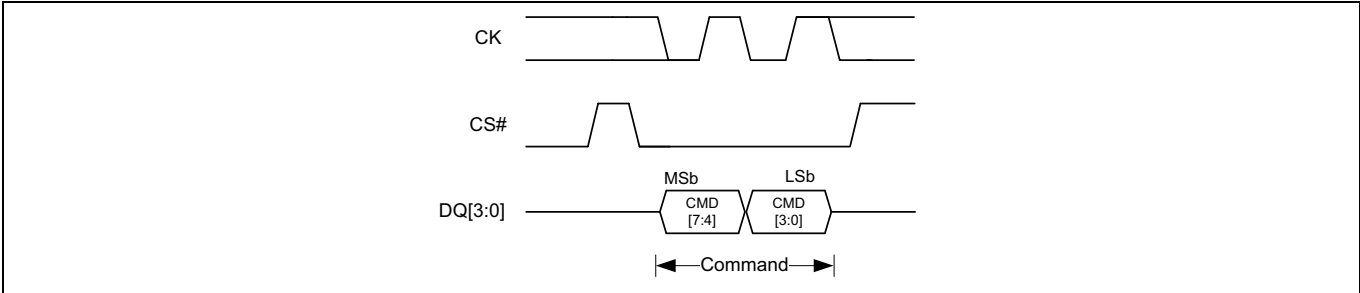 CK
CS#
MSb LSb
DQ[3:0]
CMD CMD
[7:4] [3:0]
Command